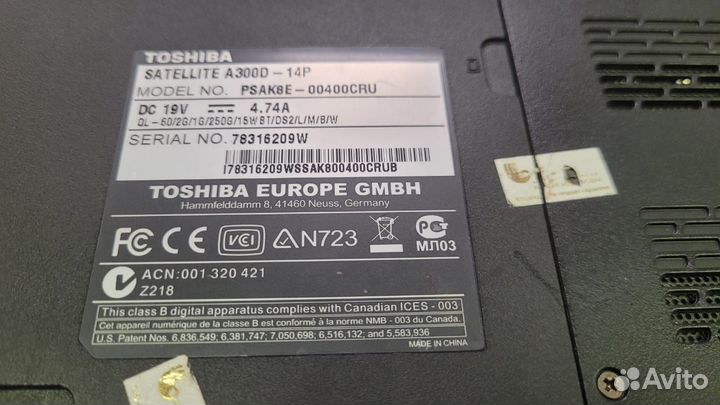 TOSHIBA
SATELLITE A300D-14P
MODEL NO. PSAK8E-00400CRU
DC 19V 4.74A
QL-60/2G/1G/250G/15W BT/DS2/L/M/B/W
SERIAL NO. 78316209W
I78316209WSSAK800400CRUB
TOSHIBA EUROPE GMBH
Hammfelddamm 8, 41460 Neuss, Germany
FC CE VCI N723 PG
МЛ03
ACN:001 320 421
Z218
This class B digital apparatus complies with Canadian ICES - 003
Cet appareil numérique de la classe B est conformé à la norme NMB - 003 du Canada.
U.S. Patent Nos. 6,836,549; 6,381,747; 7,050,698; 6,516,132; and 5,583,936
MADE IN CHINA
Avito